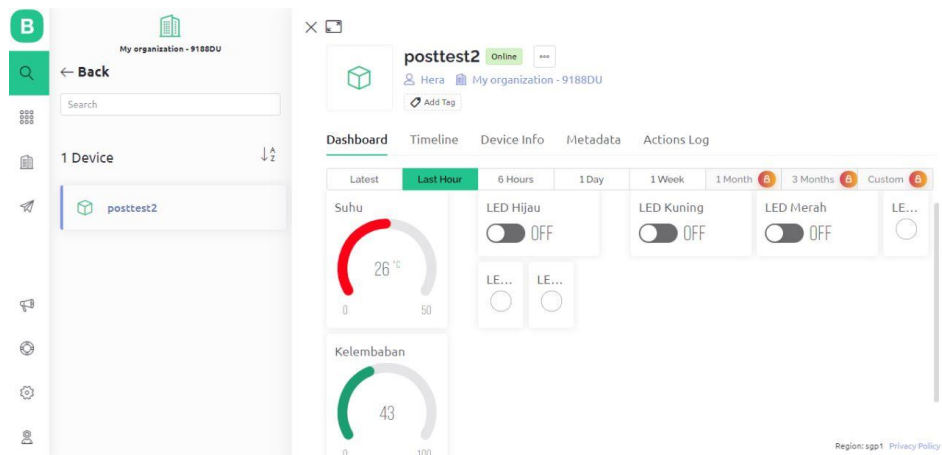 B
My organization - 9188DU
← Back
Search
1 Device
A
Z
posttest2
posttest2 Online
Hera My organization - 9188DU
Add Tag
Dashboard Timeline Device Info Metadata Actions Log
Latest Last Hour 6 Hours 1 Day 1 Week 1 Month 3 Months Custom
Suhu
26 °C
0 50
LED Hijau
OFF
LED Kuning
OFF
LED Merah
OFF
LE...
LE...
LE...
Kelembaban
43
0 100
Region: sgp1 Privacy Policy